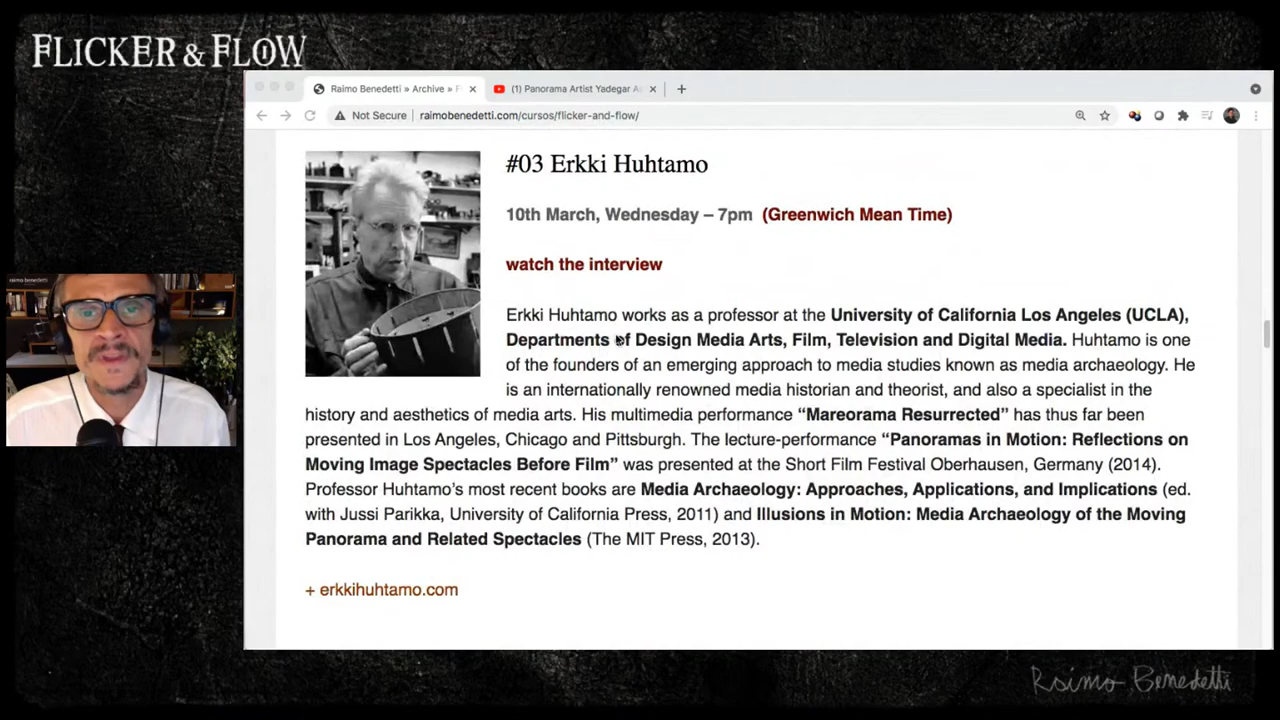 FLICKER & FLOW
Raimo Benedetti » Archive » F
(1) Panorama Artist Yadegar A
Not Secure
raimobenedetti.com/cursos/flicker-and-flow/
#03 Erkki Huhtamo
10th March, Wednesday – 7pm (Greenwich Mean Time)
watch the interview
Erkki Huhtamo works as a professor at the University of California Los Angeles (UCLA),
Departments of Design Media Arts, Film, Television and Digital Media. Huhtamo is one
of the founders of an emerging approach to media studies known as media archaeology. He
is an internationally renowned media historian and theorist, and also a specialist in the
history and aesthetics of media arts. His multimedia performance “Mareorama Resurrected” has thus far been
presented in Los Angeles, Chicago and Pittsburgh. The lecture-performance “Panoramas in Motion: Reflections on
Moving Image Spectacles Before Film” was presented at the Short Film Festival Oberhausen, Germany (2014).
Professor Huhtamo’s most recent books are Media Archaeology: Approaches, Applications, and Implications (ed.
with Jussi Parikka, University of California Press, 2011) and Illusions in Motion: Media Archaeology of the Moving
Panorama and Related Spectacles (The MIT Press, 2013).
+ erkkihuhtamo.com
raimo benedetti
Raimo Benedetti